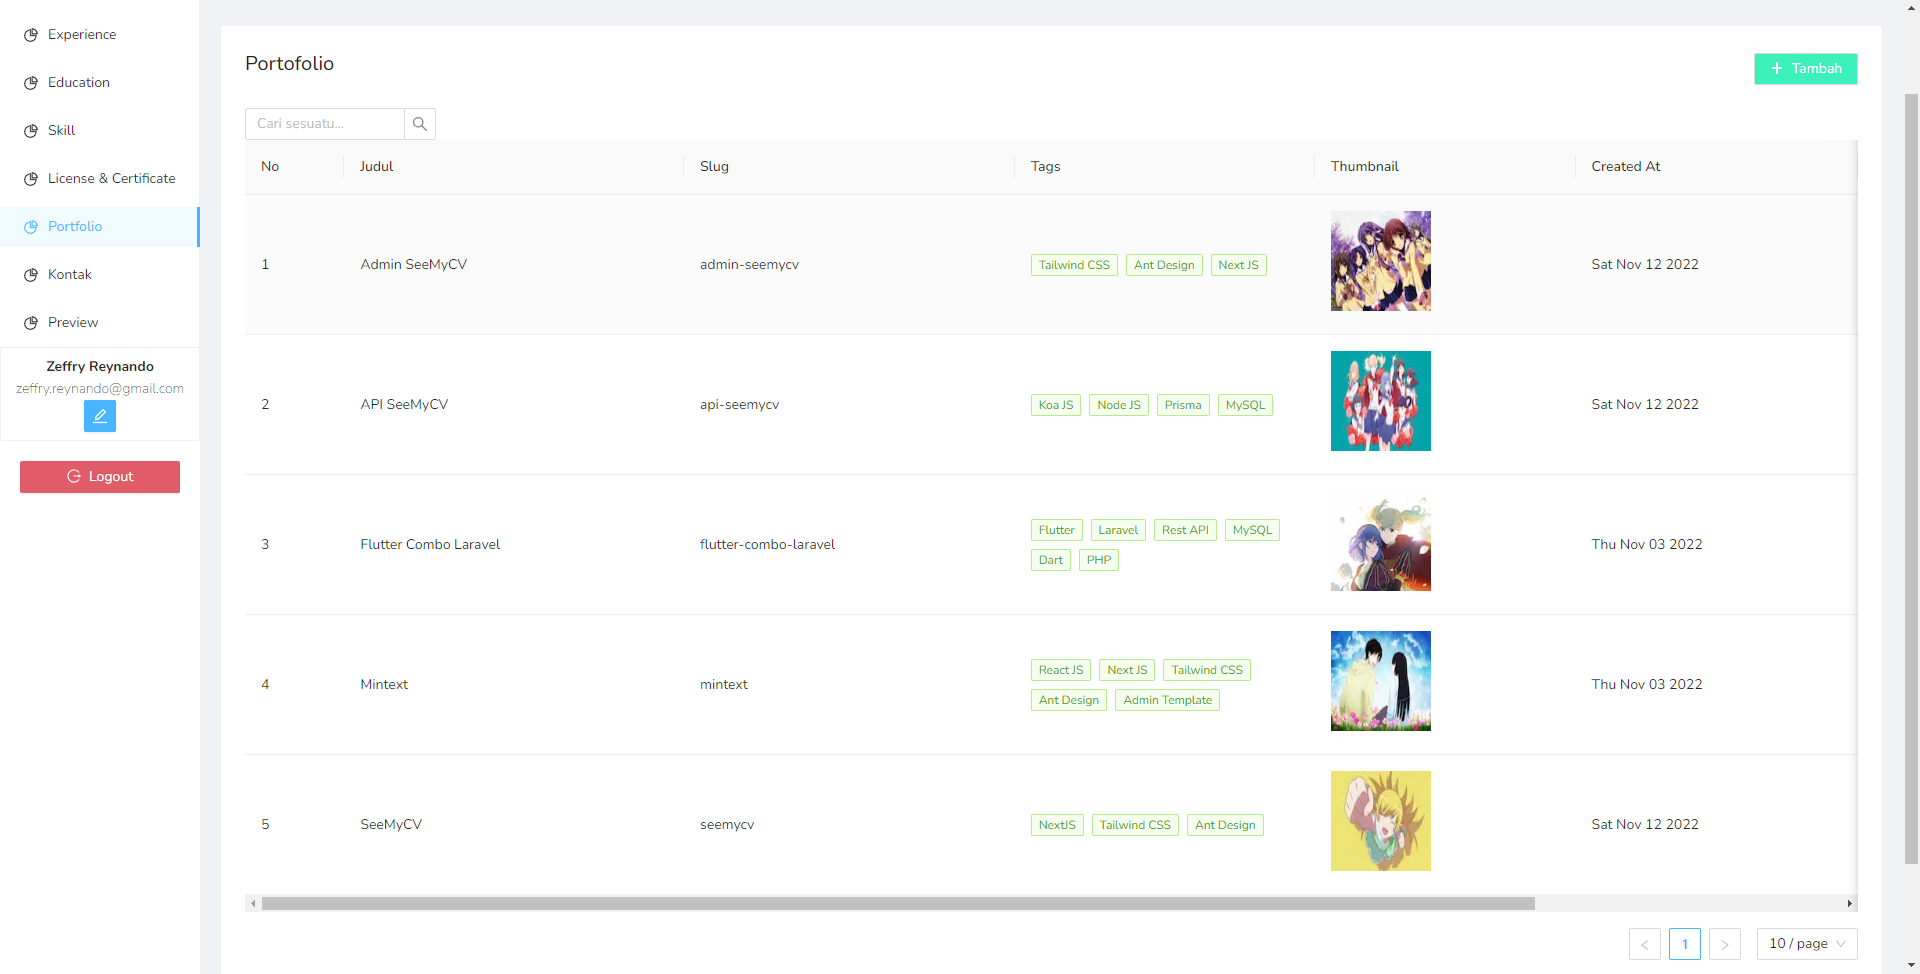 Experience
Education
Skill
License & Certificate
Portfolio
Kontak
Preview
Zeffry Reynando
zeffry.reynando@gmail.com
Logout
Portofolio
Tambah
Cari sesuatu...
No Judul Slug Tags Thumbnail Created At
1 Admin SeeMyCV admin-seemycv Tailwind CSS Ant Design Next JS Sat Nov 12 2022
2 API SeeMyCV api-seemycv Koa JS Node JS Prisma MySQL Sat Nov 12 2022
3 Flutter Combo Laravel flutter-combo-laravel Flutter Laravel Rest API MySQL Thu Nov 03 2022
Dart PHP
4 Mintext mintext React JS Next JS Tailwind CSS Thu Nov 03 2022
Ant Design Admin Template
5 SeeMyCV seemycv NextJS Tailwind CSS Ant Design Sat Nov 12 2022
1 10 / page